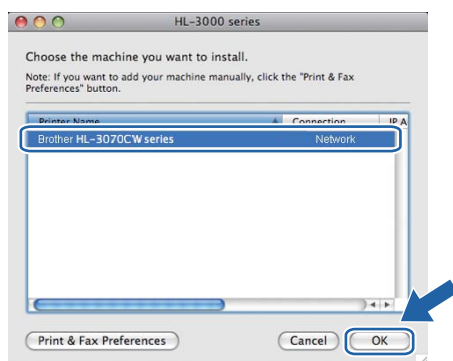 HL-3000 series
Choose the machine you want to install.
Note: If you want to add your machine manually, click the "Print & Fax
Preferences" button.
Printer Name Connection IP A
Brother HL-3070CW series Network
Print & Fax Preferences Cancel OK